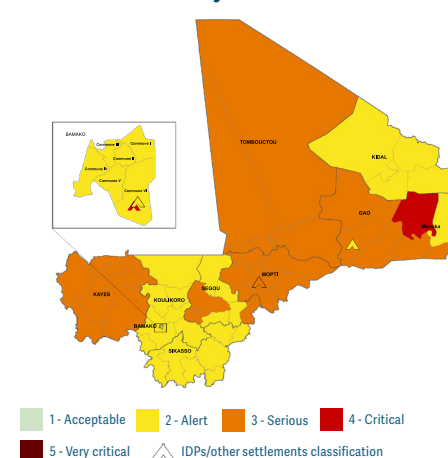 BAMAKO
Commune III
Commune I
Commune II
Commune IV
Commune V
Commune VI
TOMBOUCTOU
KIDAL
GAO
Menaka
MOPTI
KAYES
KOULIKORO
SEGOU
BAMAKO
SIKASSO
1 - Acceptable
2 - Alert
3 - Serious
4 - Critical
5 - Very critical
IDPs/other settlements classification